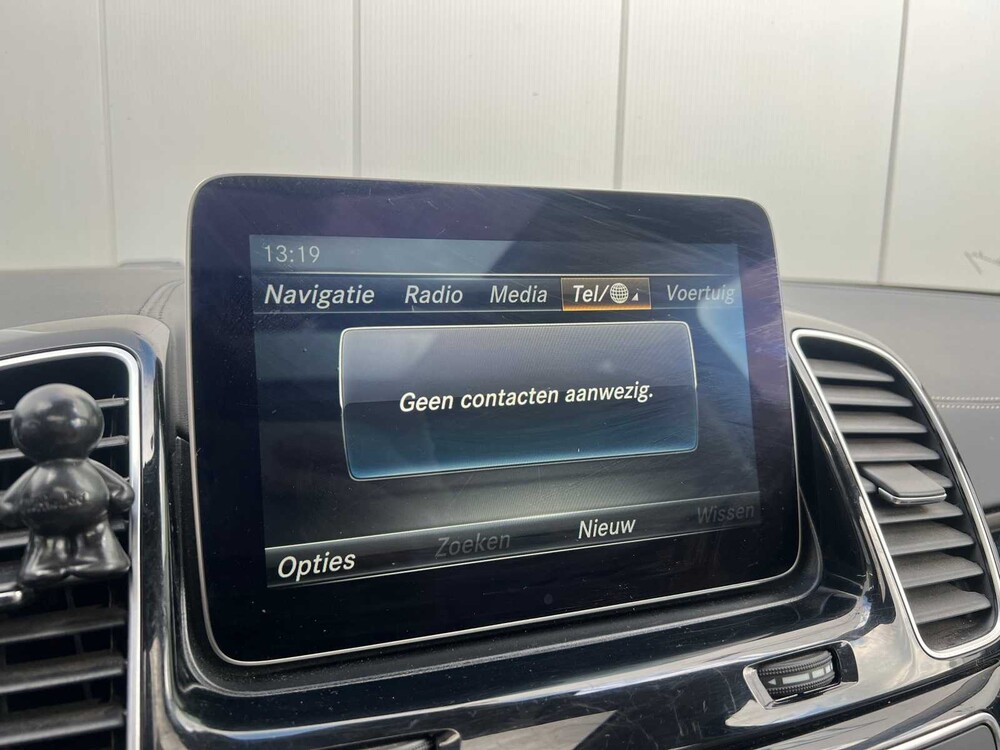 13:19
Navigatie Radio Media Tel/ Voertuig
Geen contacten aanwezig.
Opties Zoeken Nieuw Wissen